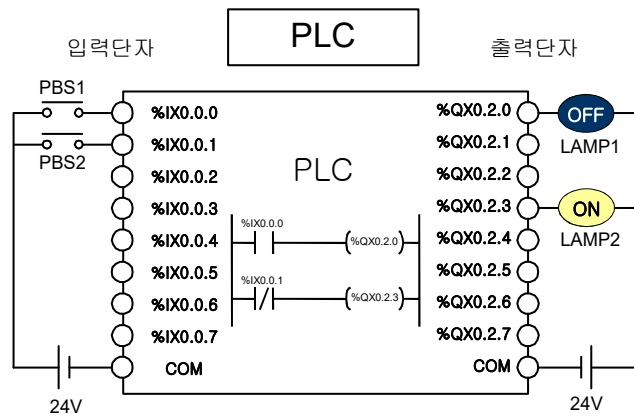 PLC
입력단자
출력단자
PBS1
PBS2
%IX0.0.0
%IX0.0.1
%IX0.0.2
%IX0.0.3
%IX0.0.4
%IX0.0.5
%IX0.0.6
%IX0.0.7
COM
24V
PLC
%IX0.0.0
%QX0.2.0
%IX0.0.1
%QX0.2.3
%QX0.2.0
%QX0.2.1
%QX0.2.2
%QX0.2.3
%QX0.2.4
%QX0.2.5
%QX0.2.6
%QX0.2.7
COM
OFF
LAMP1
ON
LAMP2
24V